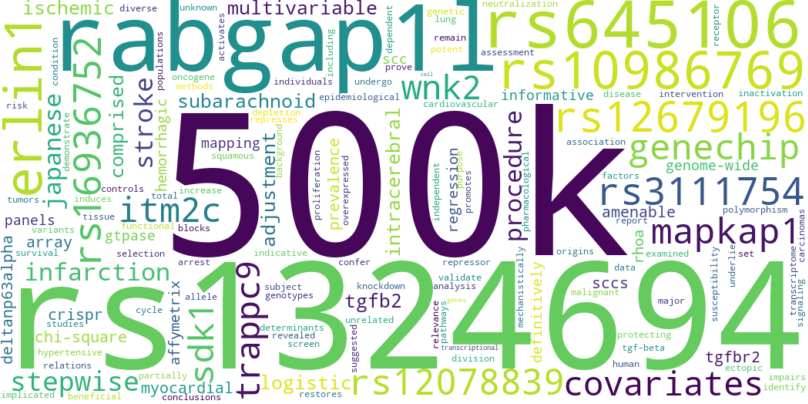 ischemic
diverse
unknown
multivariable
genetic
lung
neutralization
rs645106
activates
dependent
potent
receptor
erlin1
rabgap1l
condition
populations
oncogene
methods
including
remain
scc
prove
assessment
rs10986769
risk
japanese
demonstrate
rs16936752
comprised
stroke
hemorrhagic
individuals
undergo
subarachnoid
epidemiological
wnk2
cardiovascular
informative
disease
intervention
inactivation
rs12679196
depletion
represses
background
mapping
squamous
500k
proliferation
overexpressed
prevalence
intracerebral
independent
regression
promotes
pharmacological
procedure
association
genechip
genome-wide
factors
rs3111754
tumors
controls
induces
total
increase
adjustment
tissue
itm2c
functional
blocks
amenable
polymorphism
report
mapkap1
carcinomas
panels
variants
gtpase
array
survival
selection
arrest
indicative
confer
repressor
origins
rhoa
examined
deltanp63alpha
infarction
trappc9
subject
genotypes
knockdown
validate
analysis
genes
mechanistically
sccs
data
malignant
susceptibility
underlie
set
major
transcriptome
signaling
rs1324694
crispr
studies
cycle
affymetrix
allele
sdk1
tgfb2
unrelated
revealed
screen
determinants
suggested
relevance
pathways
transcriptional
definitively
protecting
tgf-beta
chi-square
hypertensive
relations
partially
division
human
tgfbr2
ectopic
stepwise
myocardial
logistic
restores
rs12078839
cell
covariates
impairs
identify
implicated
beneficial
conclusions